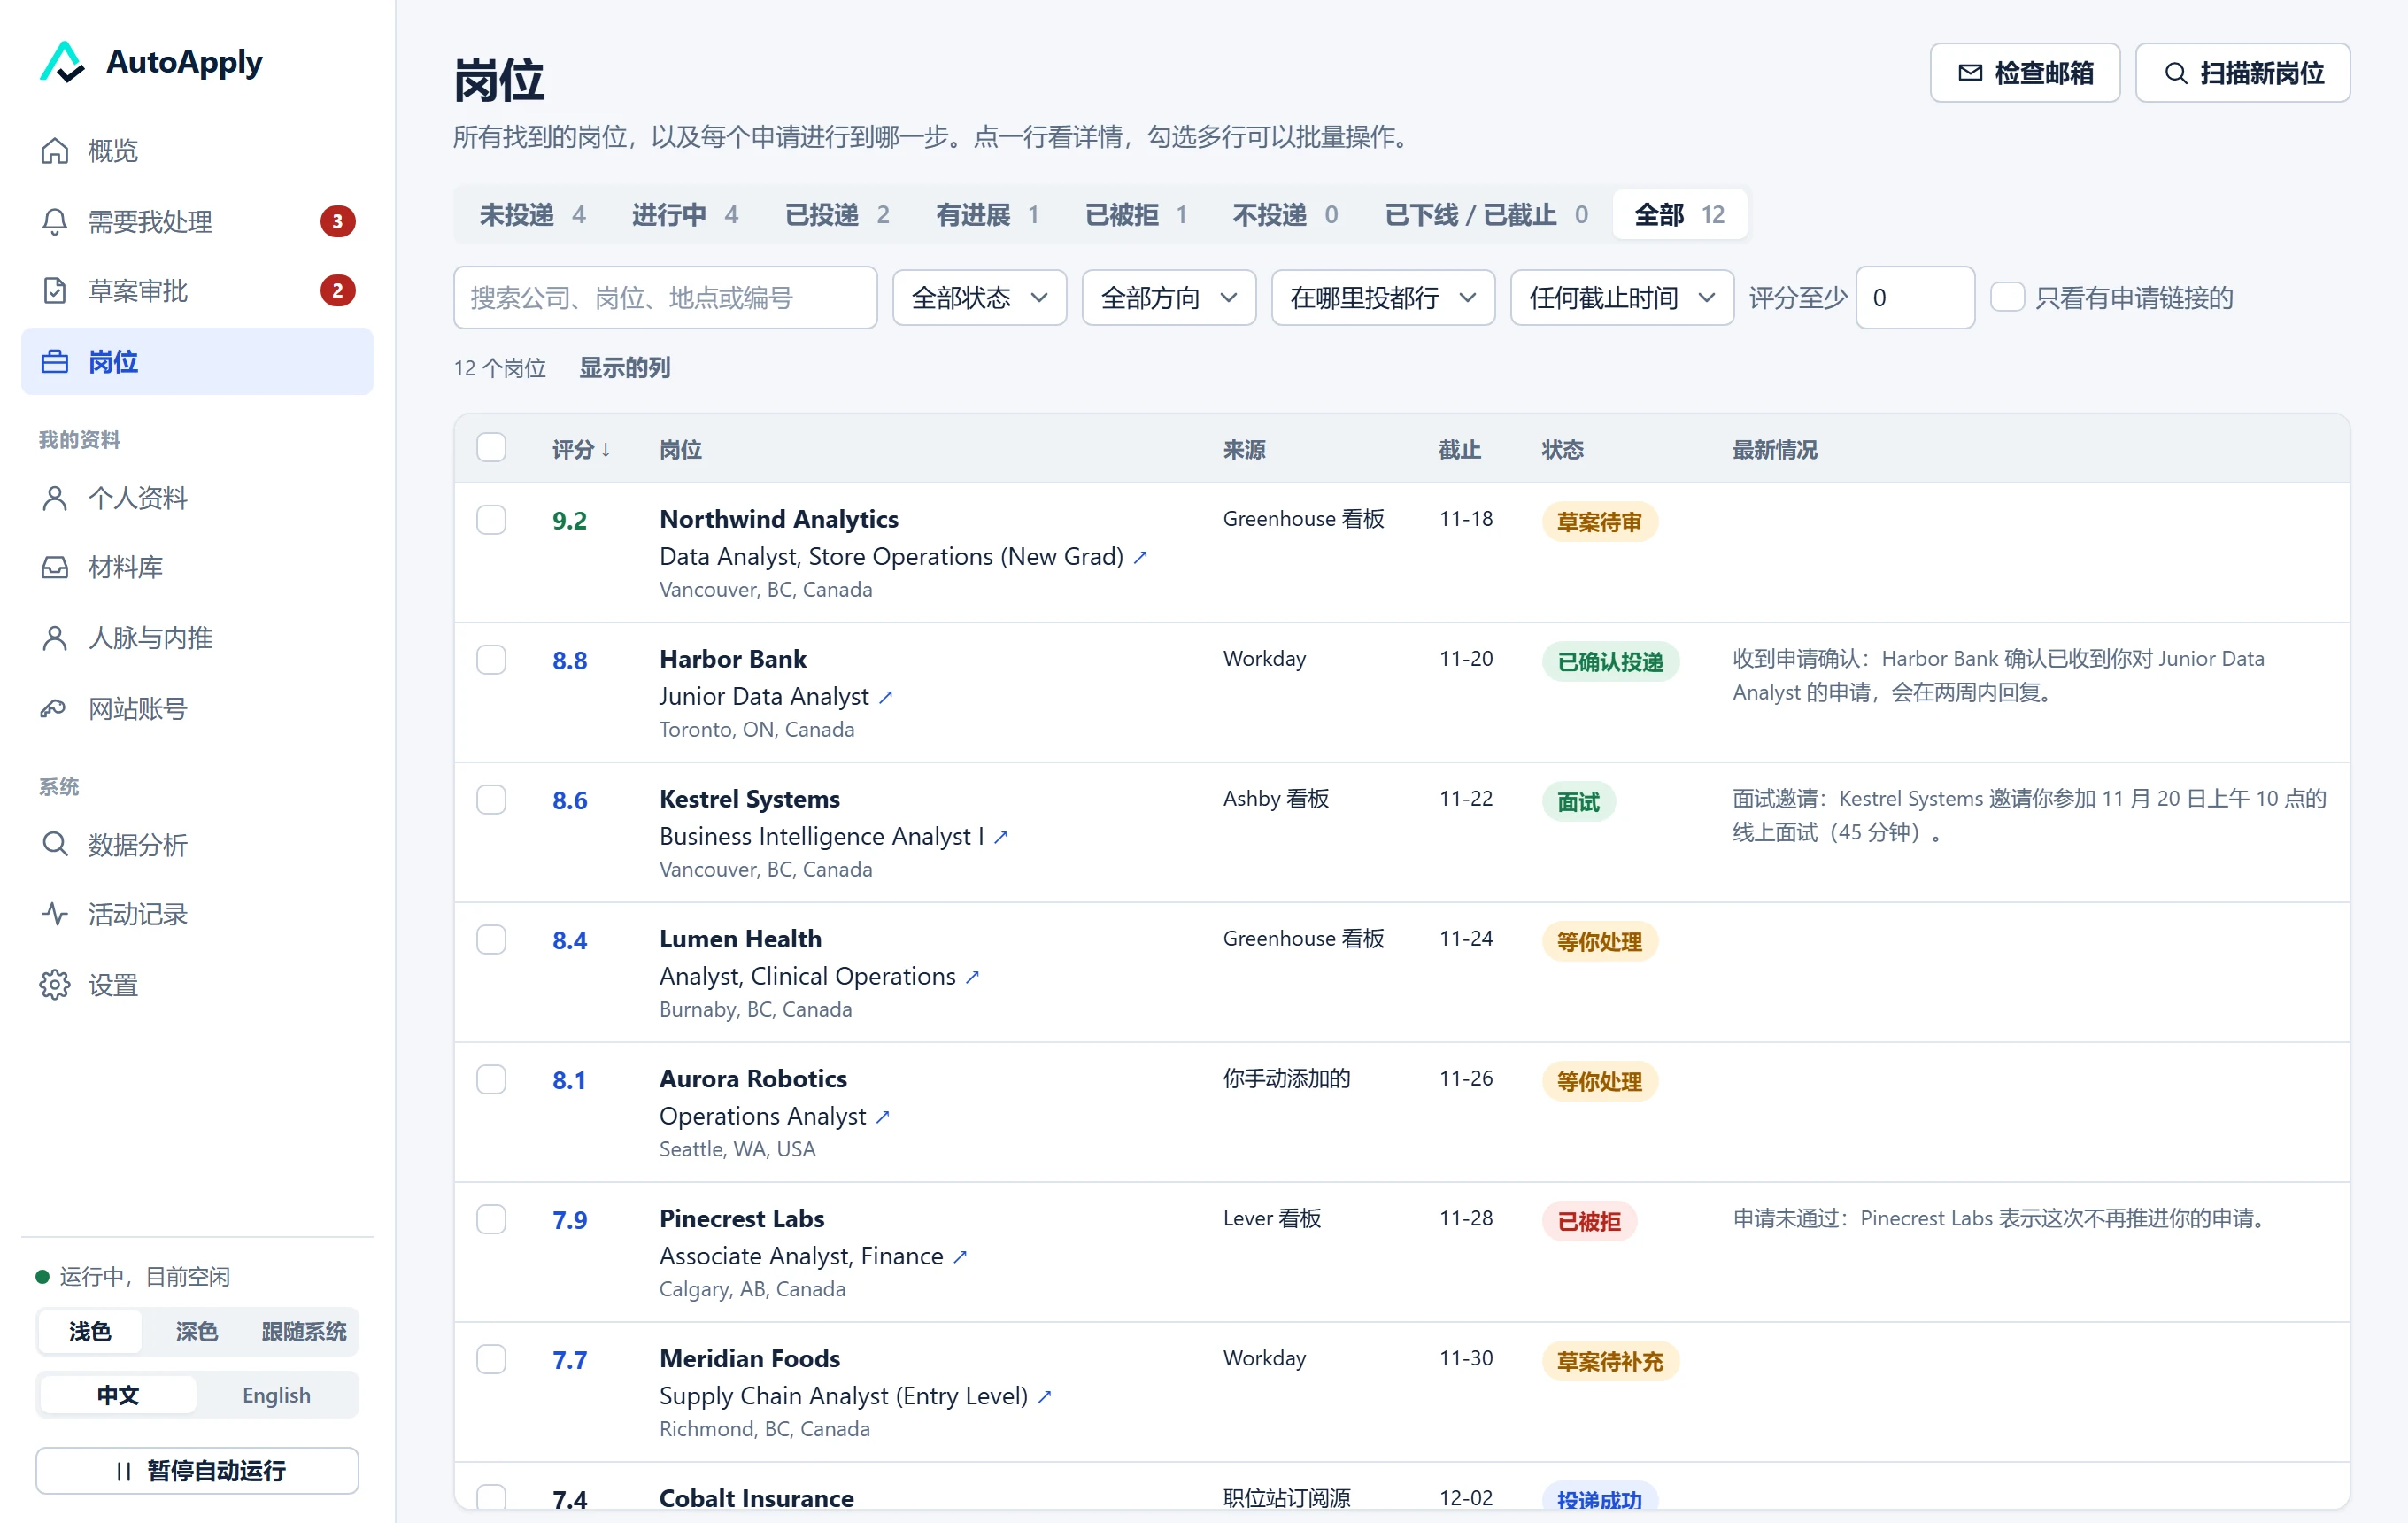 AutoApply
概览
需要我处理 3
草案审批 2
岗位
我的资料
个人资料
材料库
人脉与内推
网站账号
系统
数据分析
活动记录
设置
运行中，目前空闲
浅色 深色 跟随系统
中文 English
暂停自动运行
岗位
检查邮箱 扫描新岗位
所有找到的岗位，以及每个申请进行到哪一步。点一行看详情，勾选多行可以批量操作。
未投递 4 进行中 4 已投递 2 有进展 1 已被拒 1 不投递 0 已下线 / 已截止 0 全部 12
搜索公司、岗位、地点或编号 全部状态 全部方向 在哪里投都行 任何截止时间 评分至少 0 只看有申请链接的
12 个岗位 显示的列
评分 ↓ 岗位 来源 截止 状态 最新情况
9.2 Northwind Analytics Greenhouse 看板 11-18 草案待审
Data Analyst, Store Operations (New Grad) ↗
Vancouver, BC, Canada
8.8 Harbor Bank Workday 11-20 已确认投递 收到申请确认：Harbor Bank 确认已收到你对 Junior Data
Junior Data Analyst ↗ Analyst 的申请，会在两周内回复。
Toronto, ON, Canada
8.6 Kestrel Systems Ashby 看板 11-22 面试 面试邀请：Kestrel Systems 邀请你参加 11 月 20 日上午 10 点的
Business Intelligence Analyst I ↗ 线上面试（45 分钟）。
Vancouver, BC, Canada
8.4 Lumen Health Greenhouse 看板 11-24 等你处理
Analyst, Clinical Operations ↗
Burnaby, BC, Canada
8.1 Aurora Robotics 你手动添加的 11-26 等你处理
Operations Analyst ↗
Seattle, WA, USA
7.9 Pinecrest Labs Lever 看板 11-28 已被拒 申请未通过：Pinecrest Labs 表示这次不再推进你的申请。
Associate Analyst, Finance ↗
Calgary, AB, Canada
7.7 Meridian Foods Workday 11-30 草案待补充
Supply Chain Analyst (Entry Level) ↗
Richmond, BC, Canada
7.4 Cobalt Insurance 职位站订阅源 12-02 投递成功